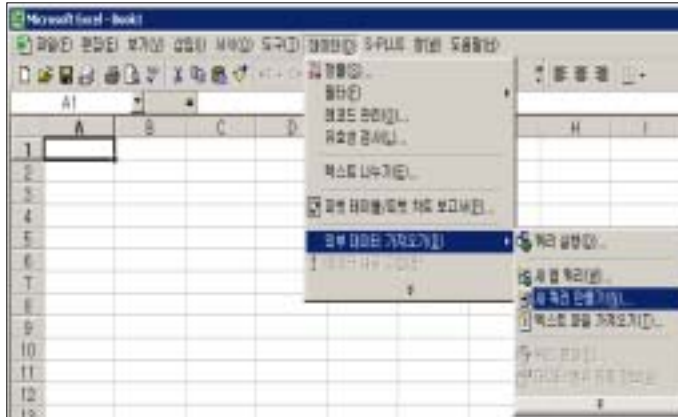 Microsoft Excel - Book1
파일(F) 편집(E) 보기(V) 삽입(I) 서식(O) 도구(T) 데이터(D) S-PLUS 창(W) 도움말(H)
A1
A B C D H I
정렬(S)...
필터(F)
레코드 관리(O)...
유효성 검사(L)...
텍스트 나누기(E)...
피벗 테이블/피벗 차트 보고서(P)...
외부 데이터 가져오기(D)
쿼리 실행(D)...
새 웹 쿼리(W)...
새 쿼리 만들기(N)...
텍스트 파일 가져오기(T)...
1
2
3
4
5
6
7
8
9
10
11
12
13